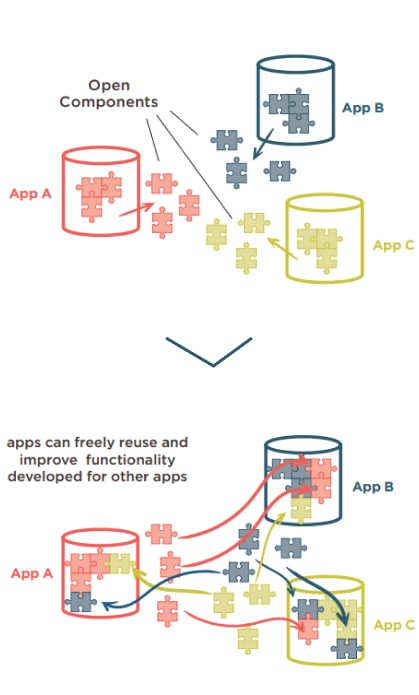 Open
Components
App B
App A
App C
apps can freely reuse and
improve functionality
developed for other apps
App B
App A
App C